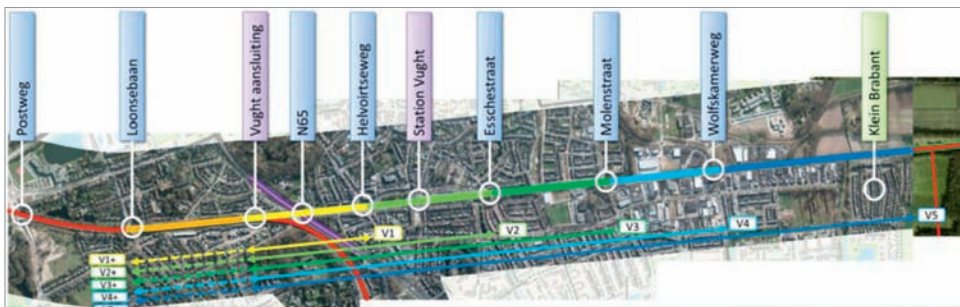 Postweg
Loonsebaan
Vught aansluiting
N65
Helvoirtseweg
Station Vught
Esschestraat
Molenstraat
Wolfskamerweg
Klein Brabant
V1
V2
V3
V4
V5
V1+
V2+
V3+
V4+